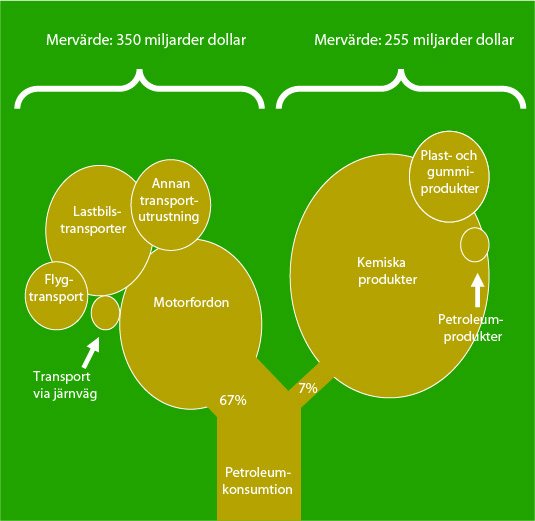 Mervärde: 350 miljarder dollar
Mervärde: 255 miljarder dollar
Annan
transport-
utrustning
Lastbils-
transporter
Flyg-
transport
Motorfordon
Transport
via järnväg
Plast- och
gummi-
produkter
Kemiska
produkter
Petroleum-
produkter
67%
7%
Petroleum-
konsumtion